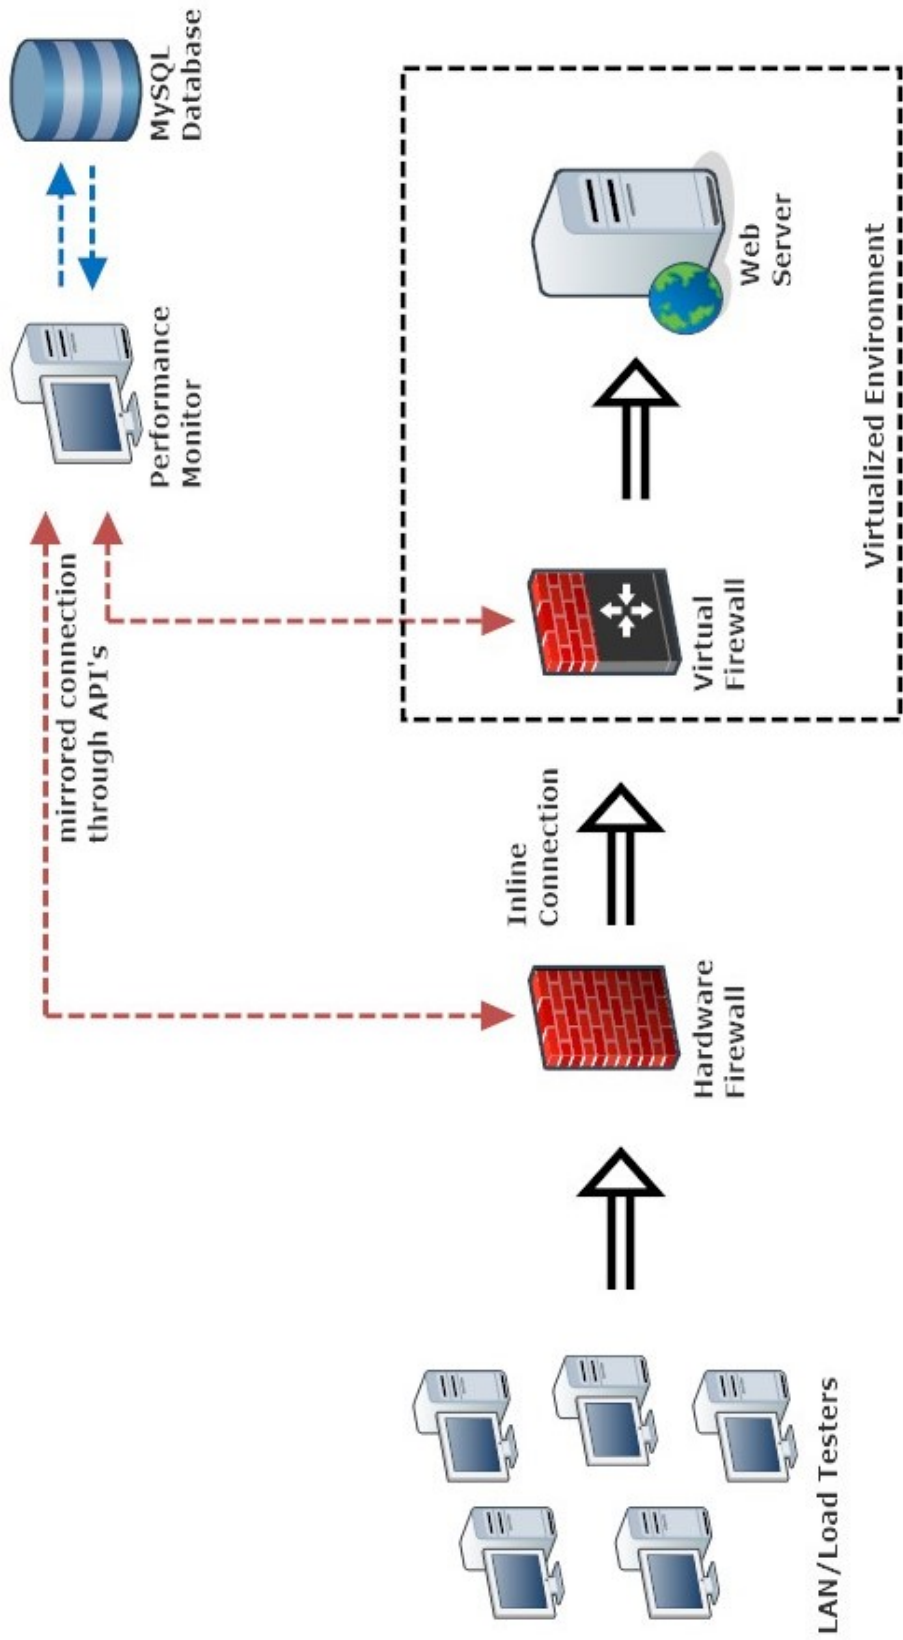 mirrored connection
through API's
Performance
Monitor
MySQL
Database
LAN/Load Testers
Hardware
Firewall
Inline
Connection
Virtual
Firewall
Web
Server
Virtualized Environment